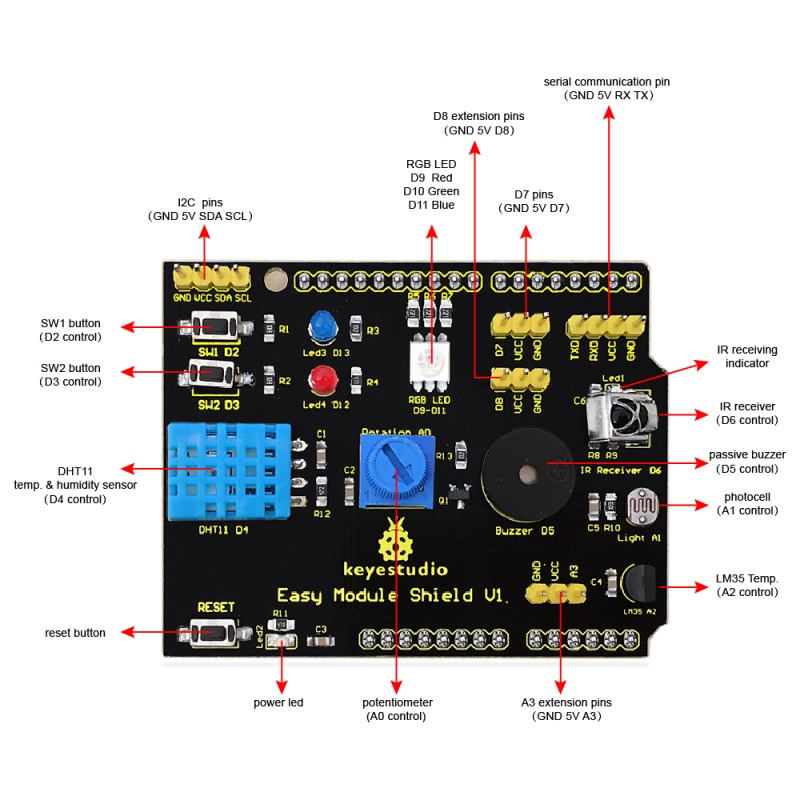 serial communication pin
(GND 5V RX TX)
D8 extension pins
(GND 5V D8)
RGB LED
D9 Red
D10 Green
D11 Blue
I2C pins
(GND 5V SDA SCL)
D7 pins
(GND 5V D7)
GND VCC SDA SCL
R5 R6 R7
SW1 button
(D2 control)
R1
R3
SW1 D2
Led3 D13
D7
VCC
GND
TXD
RXD
VCC
GND
IR receiving
indicator
SW2 button
(D3 control)
R2
R4
SW2 D3
Led4 D12
RGB LED
D9-D11
D8
VCC
GND
Led1
C6
IR receiver
(D6 control)
Rotation A0
C1
R13
R8 R9
IR Receiver D6
passive buzzer
(D5 control)
DHT11
temp. & humidity sensor
(D4 control)
C2
R12
Q1
DHT11 D4
Buzzer D5
C5 R10
Light A1
photocell
(A1 control)
keyestudio
Easy Module Shield V1.
GND
VCC
A3
C4
LM35 A2
LM35 Temp.
(A2 control)
reset button
RESET
R11
Led2
C3
power led
potentiometer
(A0 control)
A3 extension pins
(GND 5V A3)